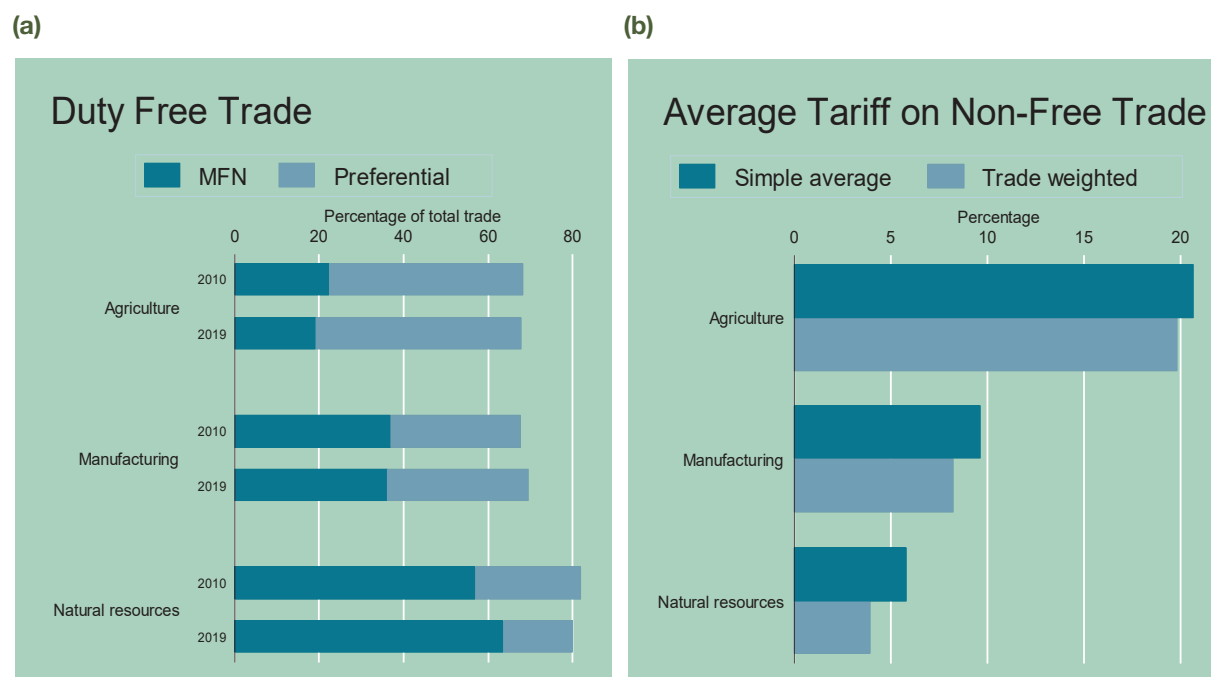 (a)
Duty Free Trade
MFN Preferential
Percentage of total trade
0 20 40 60 80
2010
Agriculture
2019
2010
Manufacturing
2019
2010
Natural resources
2019
(b)
Average Tariff on Non-Free Trade
Simple average Trade weighted
Percentage
0 5 10 15 20
Agriculture
Manufacturing
Natural resources